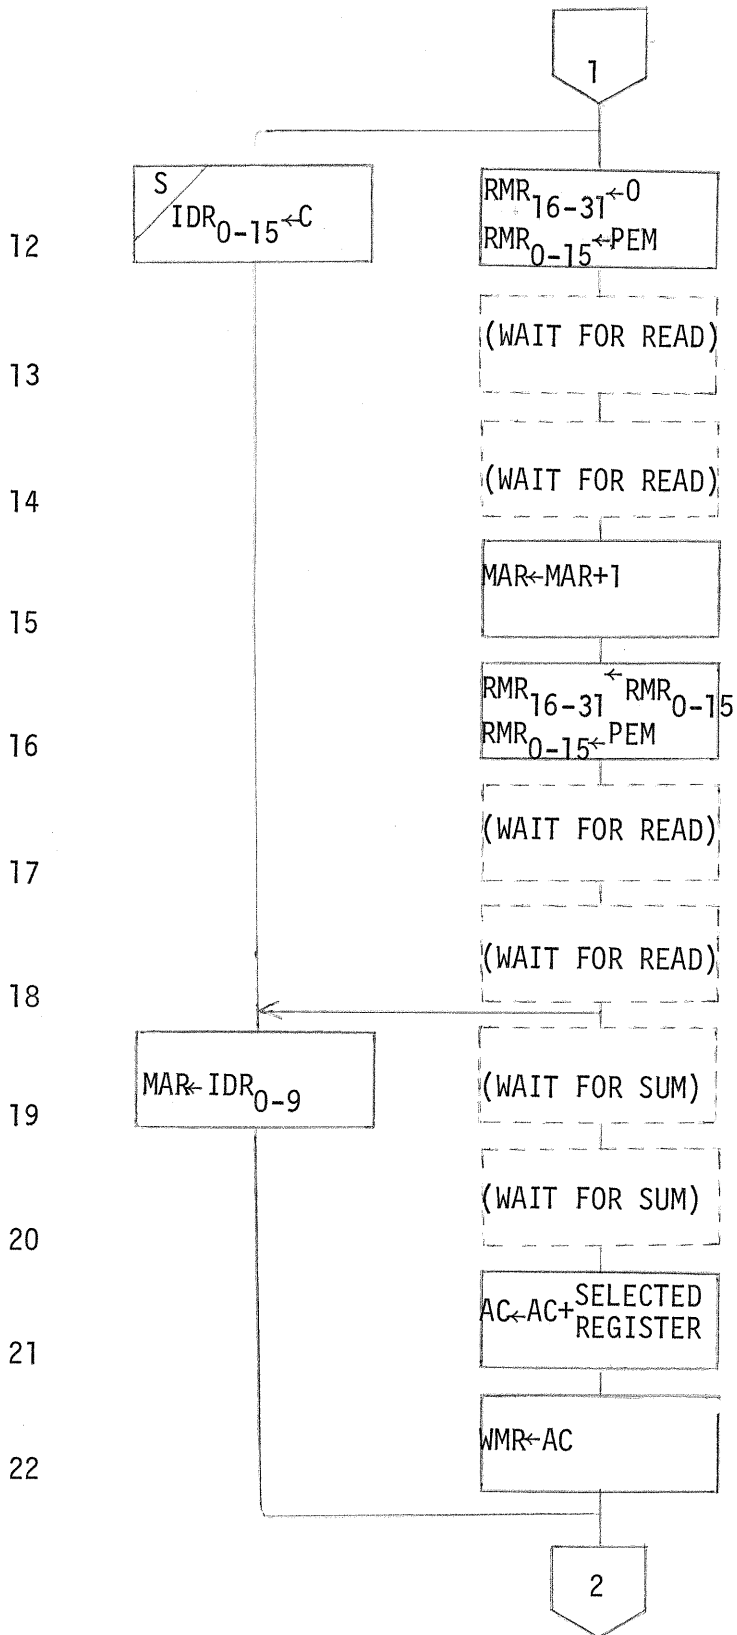 1
S
IDR0-15←C
RMR16-31←0
RMR0-15←PEM
12
(WAIT FOR READ)
13
(WAIT FOR READ)
14
MAR←MAR+1
15
RMR16-31←RMR0-15
RMR0-15←PEM
16
(WAIT FOR READ)
17
(WAIT FOR READ)
18
MAR←IDR0-9
(WAIT FOR SUM)
19
(WAIT FOR SUM)
20
AC←AC+SELECTED
REGISTER
21
WMR←AC
22
2